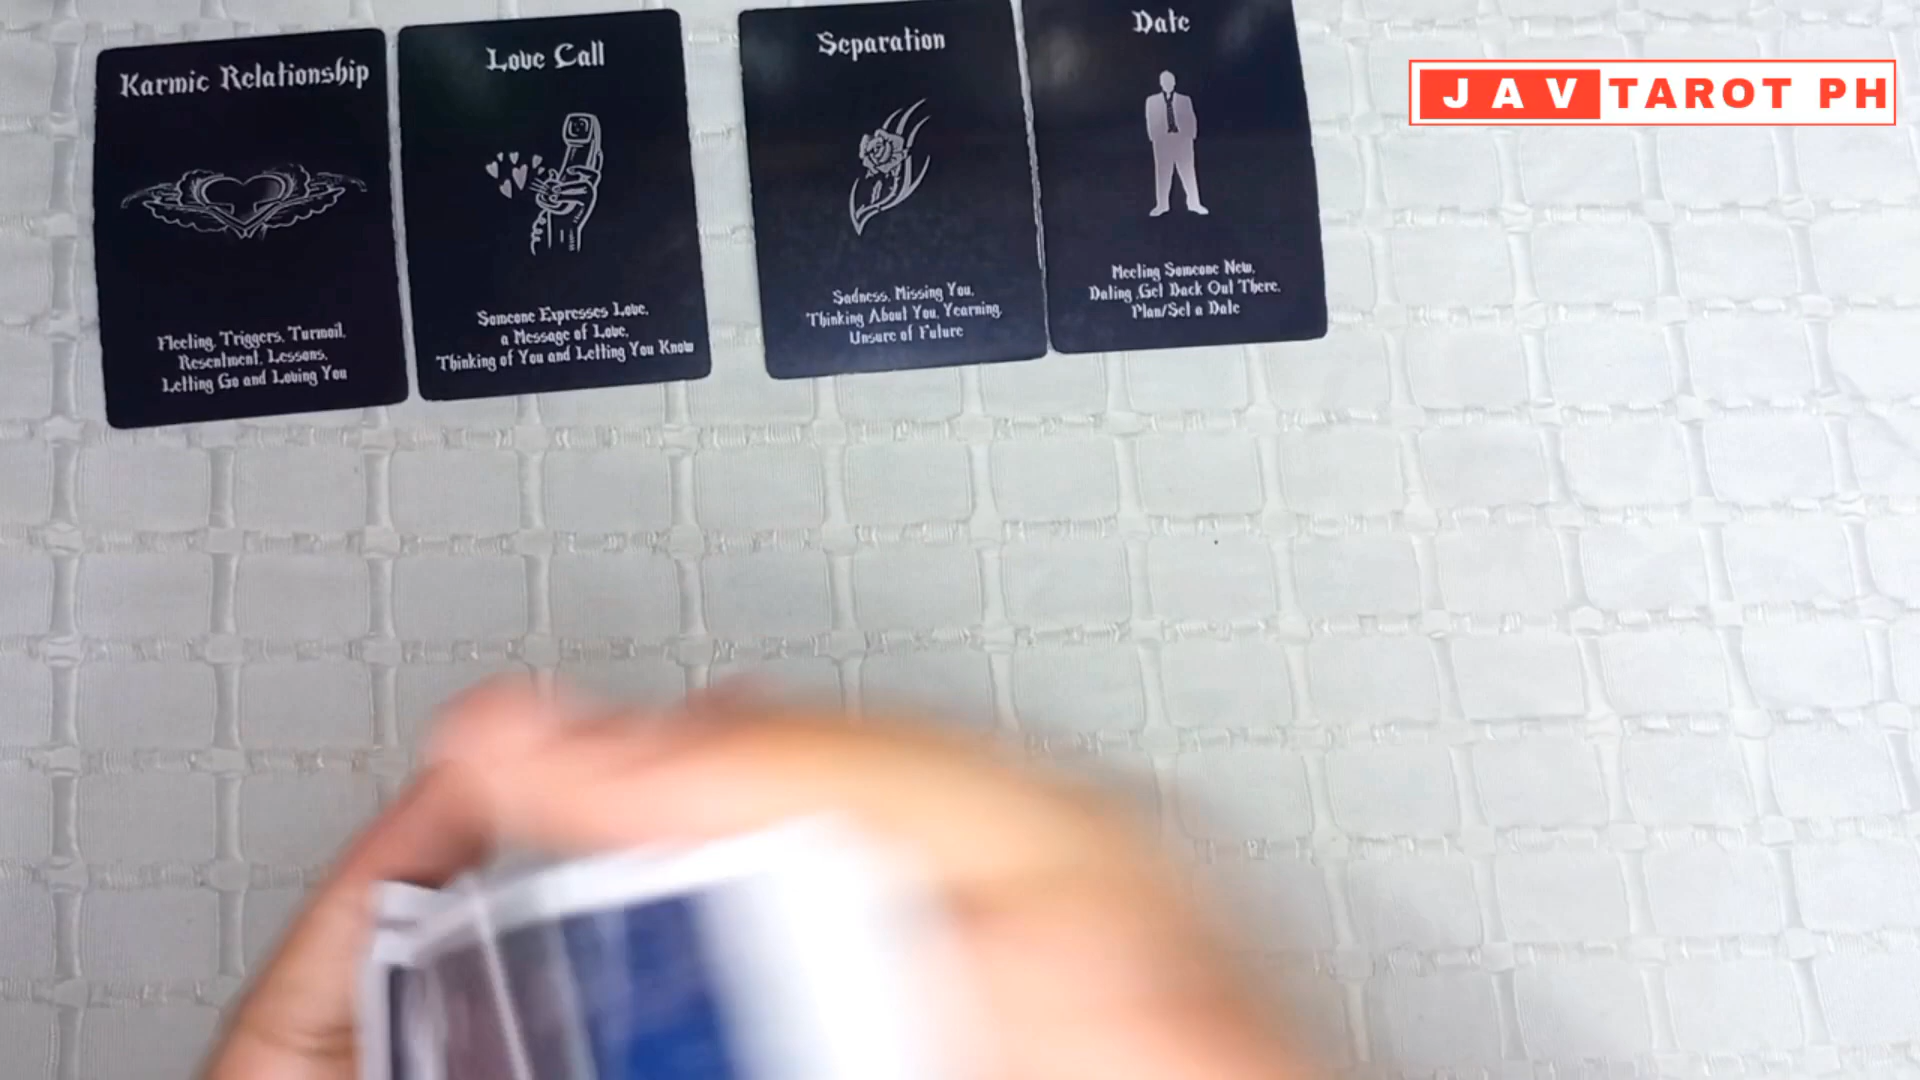 Karmic Relationship
Fleeting, Triggers, Turmoil,
Resentment, Lessons,
Letting Go and Loving You
Love Call
Someone Expresses Love,
a Message of Love,
Thinking of You and Letting You Know
Separation
Sadness, Missing You,
Thinking About You, Yearning,
Unsure of Future
Date
Meeting Someone New,
Dating ,Get Back Out There,
Plan/Set a Date
JAV TAROT PH